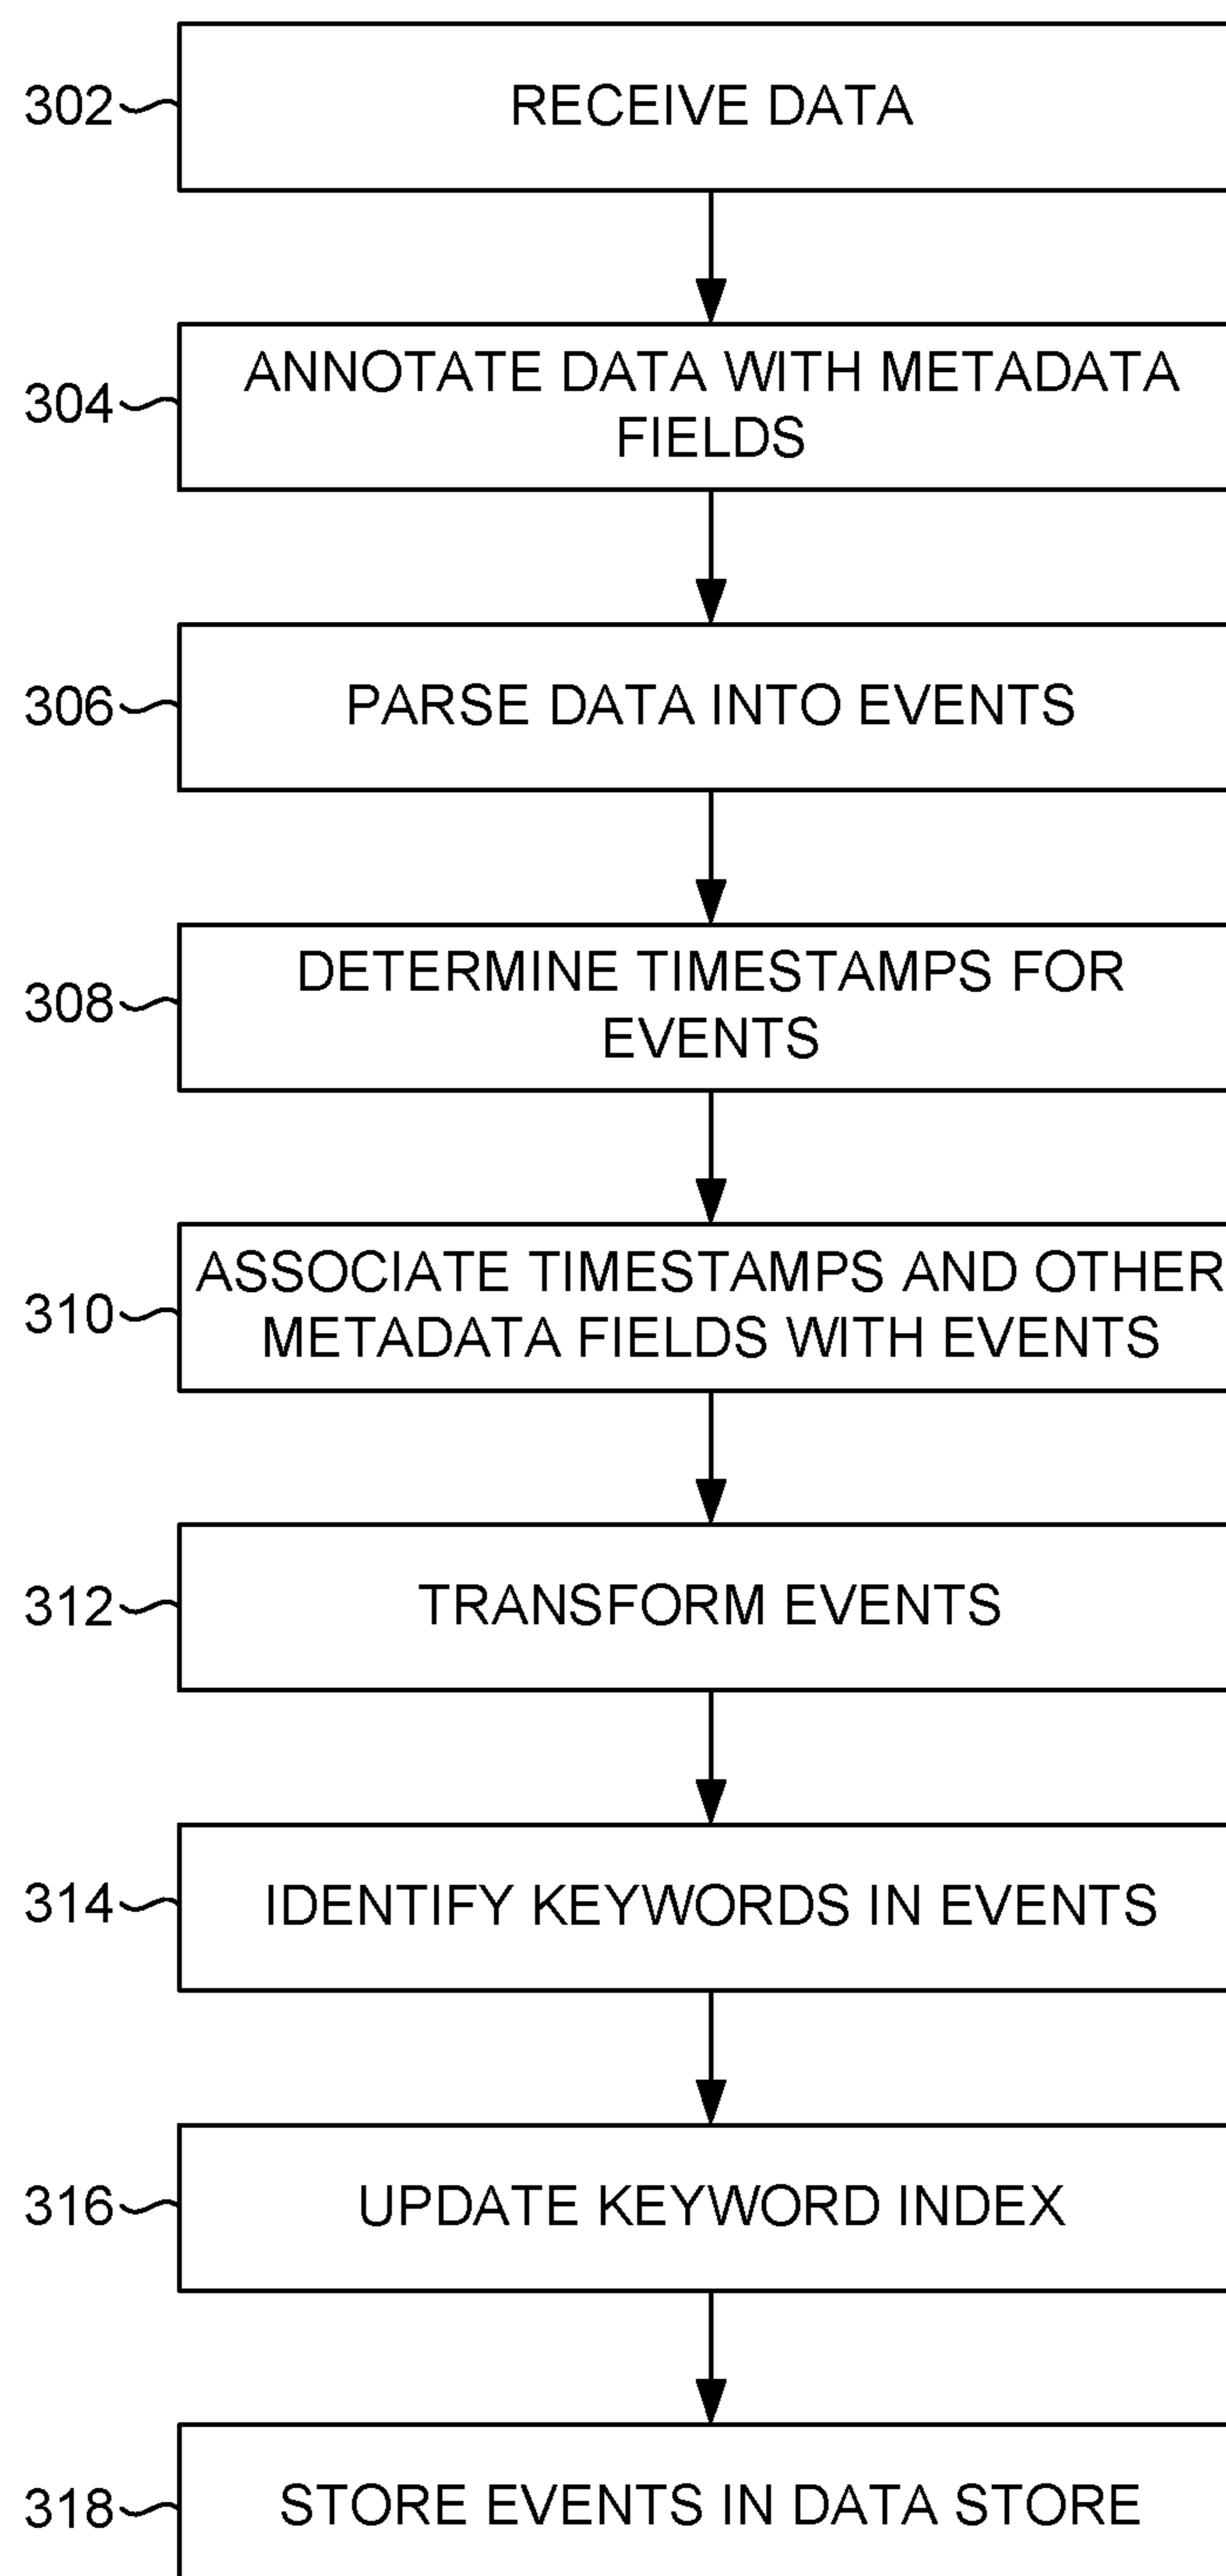 302
RECEIVE DATA
304
ANNOTATE DATA WITH METADATA
FIELDS
306
PARSE DATA INTO EVENTS
308
DETERMINE TIMESTAMPS FOR
EVENTS
310
ASSOCIATE TIMESTAMPS AND OTHER
METADATA FIELDS WITH EVENTS
312
TRANSFORM EVENTS
314
IDENTIFY KEYWORDS IN EVENTS
316
UPDATE KEYWORD INDEX
318
STORE EVENTS IN DATA STORE